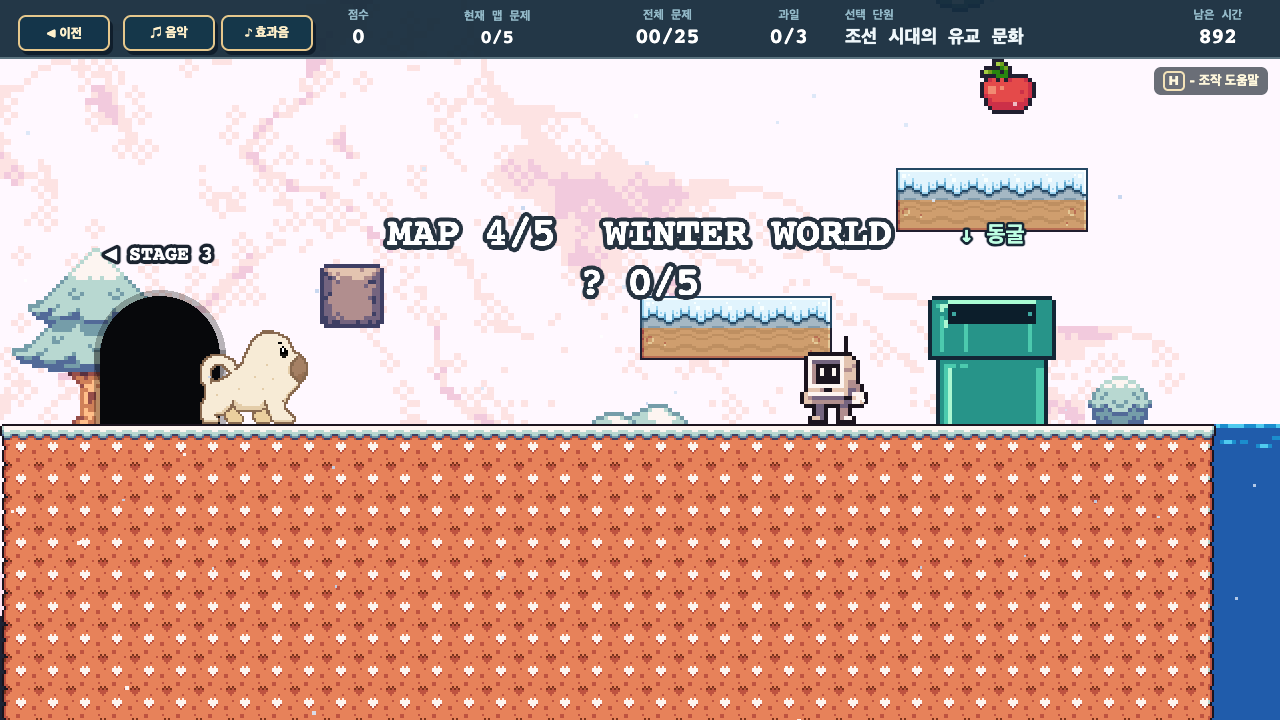 ◀ 이전
♫ 음악
♪ 효과음
점수
0
현재 맵 문제
0/5
전체 문제
00/25
과일
0/3
선택 단원
조선 시대의 유교 문화
남은 시간
892
H - 조작 도움말
MAP 4/5 WINTER WORLD
? 0/5
◀ STAGE 3
↓ 동굴